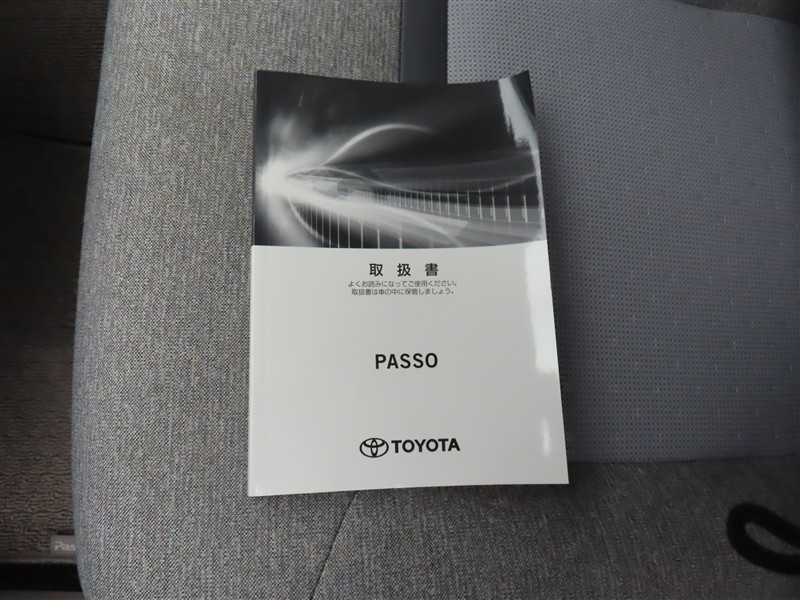 取扱書
よくお読みになってご使用ください。
取扱書は車の中に保管しましょう。
PASSO
TOYOTA